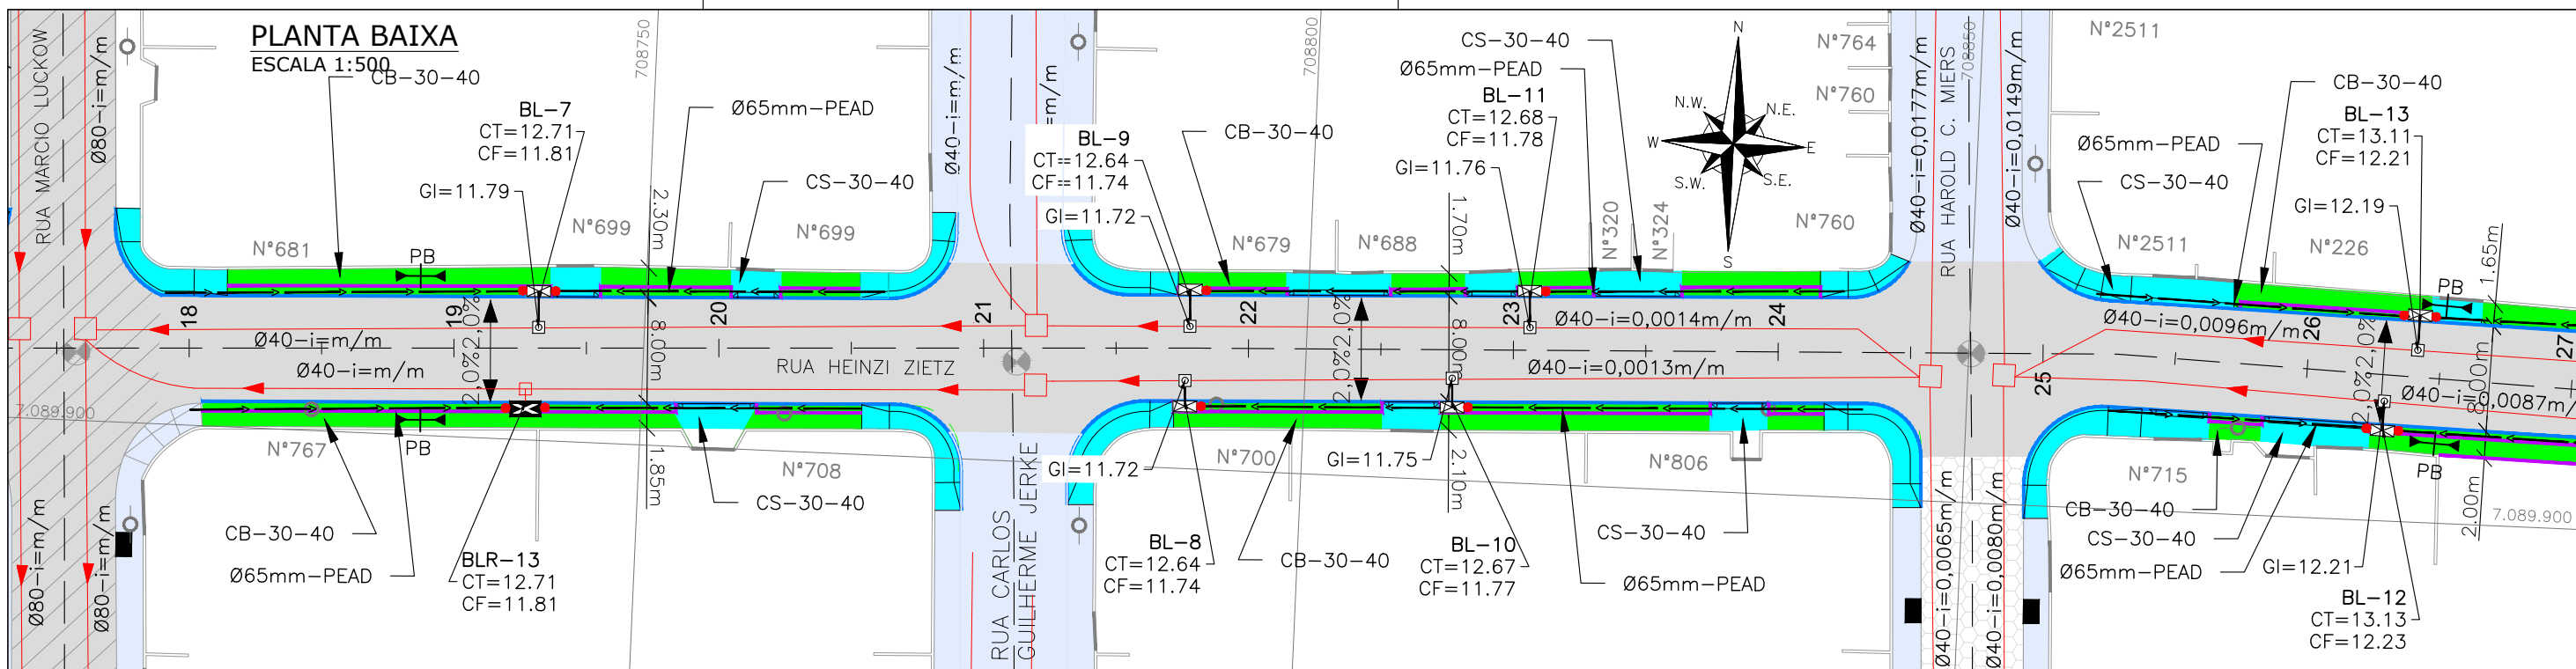 PLANTA BAIXA
ESCALA 1:500
RUA MARCIO LUCKOW
Ø80-i=m/m
CB-30-40
BL-7
CT=12.71
CF=11.81
GI=11.79
708750
Ø65mm-PEAD
CS-30-40
2.30m
N°681
N°699
N°699
PB
Ø40-i=m/m
=m/m
BL-9
CT=12.64
CF=11.74
GI=11.72
CB-30-40
708800
N°679
N°688
1.70m
CS-30-40
Ø65mm-PEAD
BL-11
CT=12.68
CF=11.78
GI=11.76
N°320
N°324
N
N.E.
E
S.E.
S
S.W.
W
N.W.
N°764
N°760
N°760
Ø40-i=0,0177m/m
RUA HAROLD C. MIERS
708850
Ø40-i=0,0149m/m
N°2511
CB-30-40
BL-13
CT=13.11
CF=12.21
Ø65mm-PEAD
CS-30-40
GI=12.19
N°2511
N°226
PB
1.65m
18
19
20
21
22
23
24
25
26
27
Ø40-i=m/m
Ø40-i=m/m
2,0%
2,0%
8.00m
RUA HEINZI ZIETZ
2,0%
2,0%
8.00m
Ø40-i=0,0014m/m
Ø40-i=0,0013m/m
Ø40-i=0,0096m/m
2,0%
2,0%
8.00m
Ø40-i=0,0087m/
7.089.900
N°767
PB
N°708
1.85m
CS-30-40
CB-30-40
Ø65mm-PEAD
BLR-13
CT=12.71
CF=11.81
Ø80-i=m/m
Ø80-i=m/m
RUA CARLOS
GUILHERME JERKE
GI=11.72
N°700
GI=11.75
2.10m
BL-8
CT=12.64
CF=11.74
CB-30-40
BL-10
CT=12.67
CF=11.77
N°806
CS-30-40
Ø65mm-PEAD
Ø40-i=0,0065m/m
Ø40-i=0,0080m/m
N°715
CB-30-40
CS-30-40
Ø65mm-PEAD
GI=12.21
PB
2.00m
7.089.900
BL-12
CT=13.13
CF=12.23